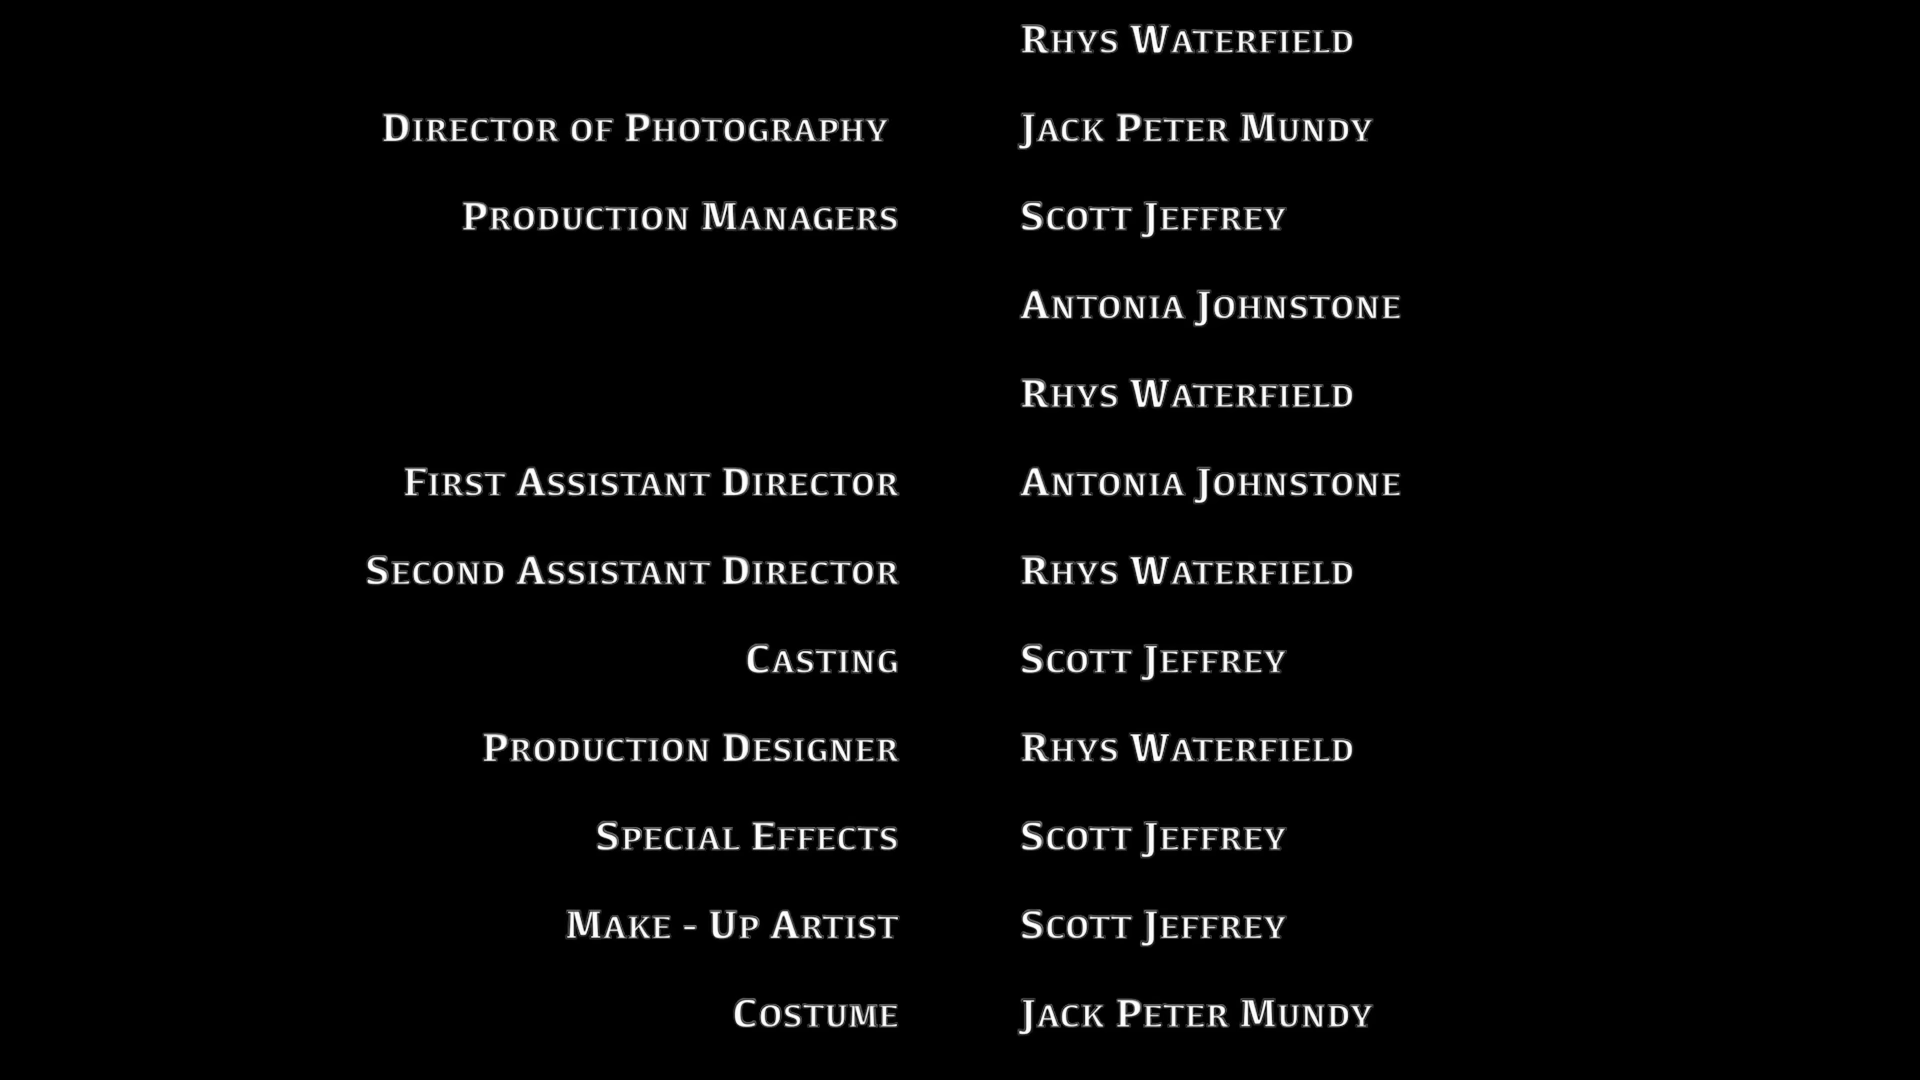 Rhys Waterfield
Director of Photography Jack Peter Mundy
Production Managers Scott Jeffrey
Antonia Johnstone
Rhys Waterfield
First Assistant Director Antonia Johnstone
Second Assistant Director Rhys Waterfield
Casting Scott Jeffrey
Production Designer Rhys Waterfield
Special Effects Scott Jeffrey
Make - Up Artist Scott Jeffrey
Costume Jack Peter Mundy